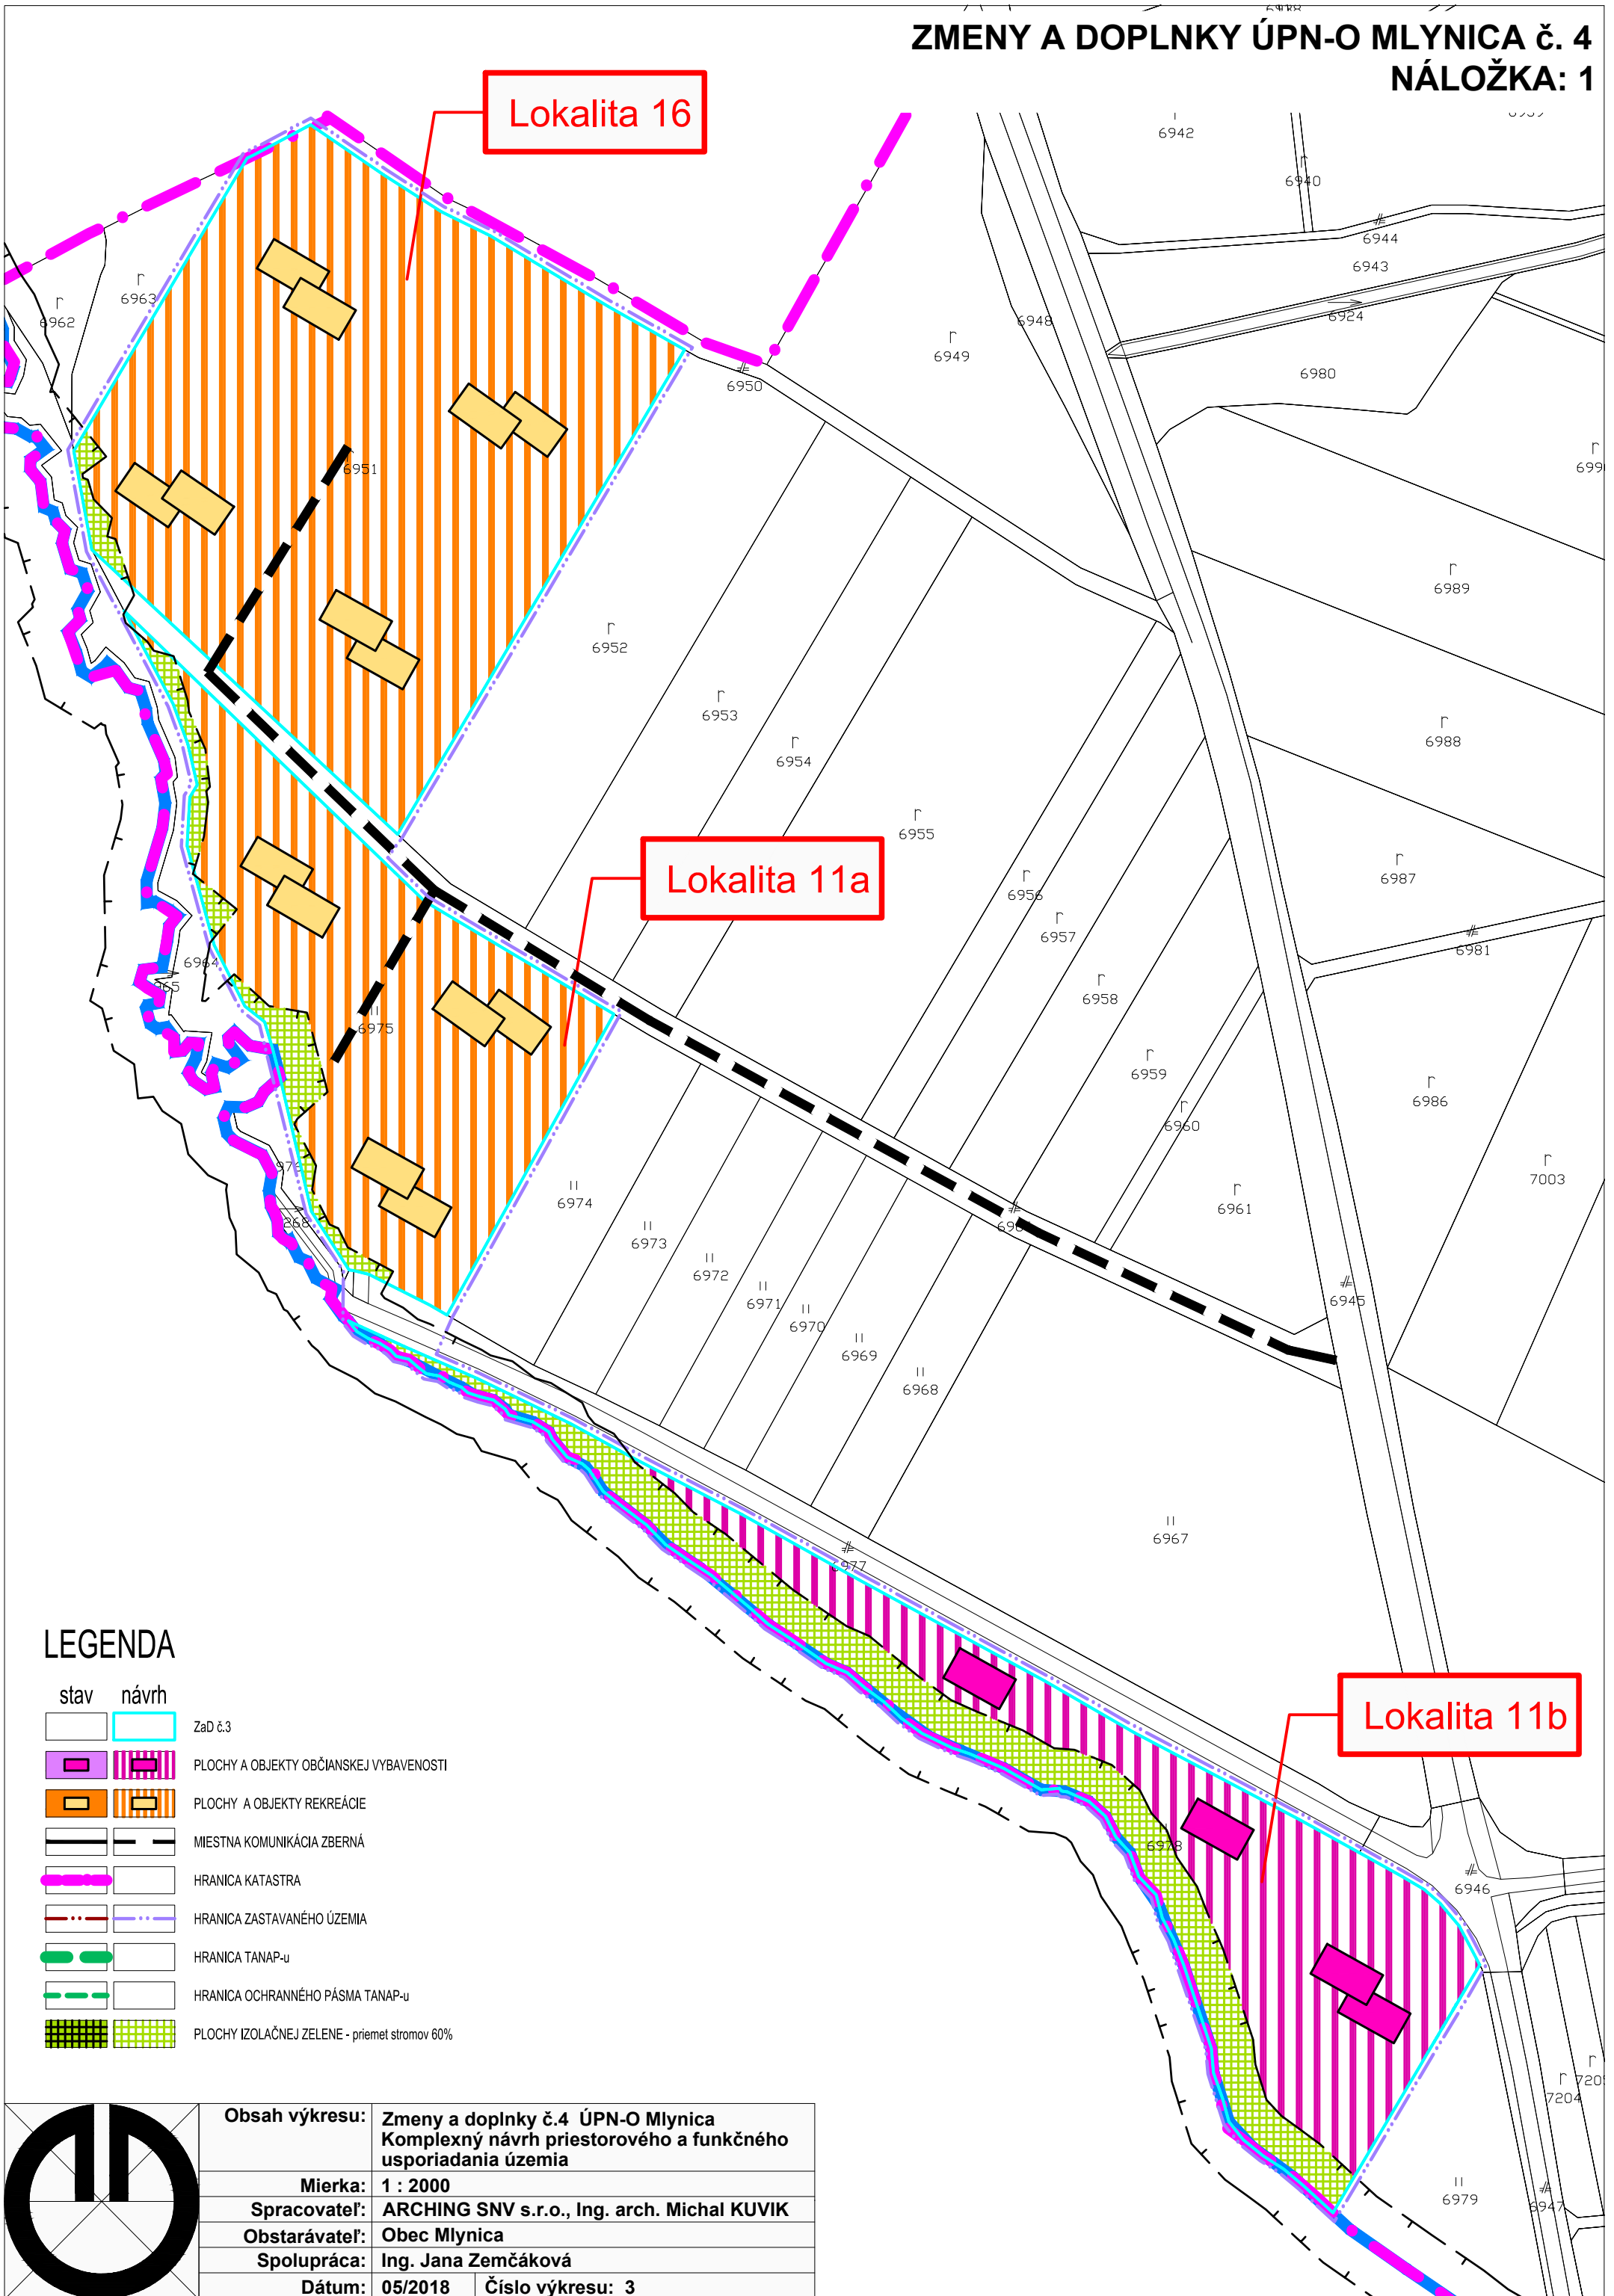 ZMENY A DOPLNKY ÚPN-O MLYNICA č. 4
NÁLOŽKA: 1
Lokalita 16
6942
6940
6944
6943
6924
6963
6962
6948
6949
6950
6980
6951
6989
6952
6953
6954
6988
6955
Lokalita 11a
6987
6956
6957
6981
6964
6958
6975
6959
6986
6960
7003
6974
6961
6973
6972
6971
6945
6970
6969
6968
6967
6977
Lokalita 11b
6978
6946
7204
6979
6947
LEGENDA
stav návrh
ZaD č.3
PLOCHY A OBJEKTY OBČIANSKEJ VYBAVENOSTI
PLOCHY A OBJEKTY REKREÁCIE
MIESTNA KOMUNIKÁCIA ZBERNÁ
HRANICA KATASTRA
HRANICA ZASTAVANÉHO ÚZEMIA
HRANICA TANAP-u
HRANICA OCHRANNÉHO PÁSMA TANAP-u
PLOCHY IZOLAČNEJ ZELENE - priemet stromov 60%
Obsah výkresu: Zmeny a doplnky č.4 ÚPN-O Mlynica
Komplexný návrh priestorového a funkčného
usporiadania územia
Mierka: 1 : 2000
Spracovateľ: ARCHING SNV s.r.o., Ing. arch. Michal KUVIK
Obstarávateľ: Obec Mlynica
Spolupráca: Ing. Jana Zemčáková
Dátum: 05/2018 Číslo výkresu: 3